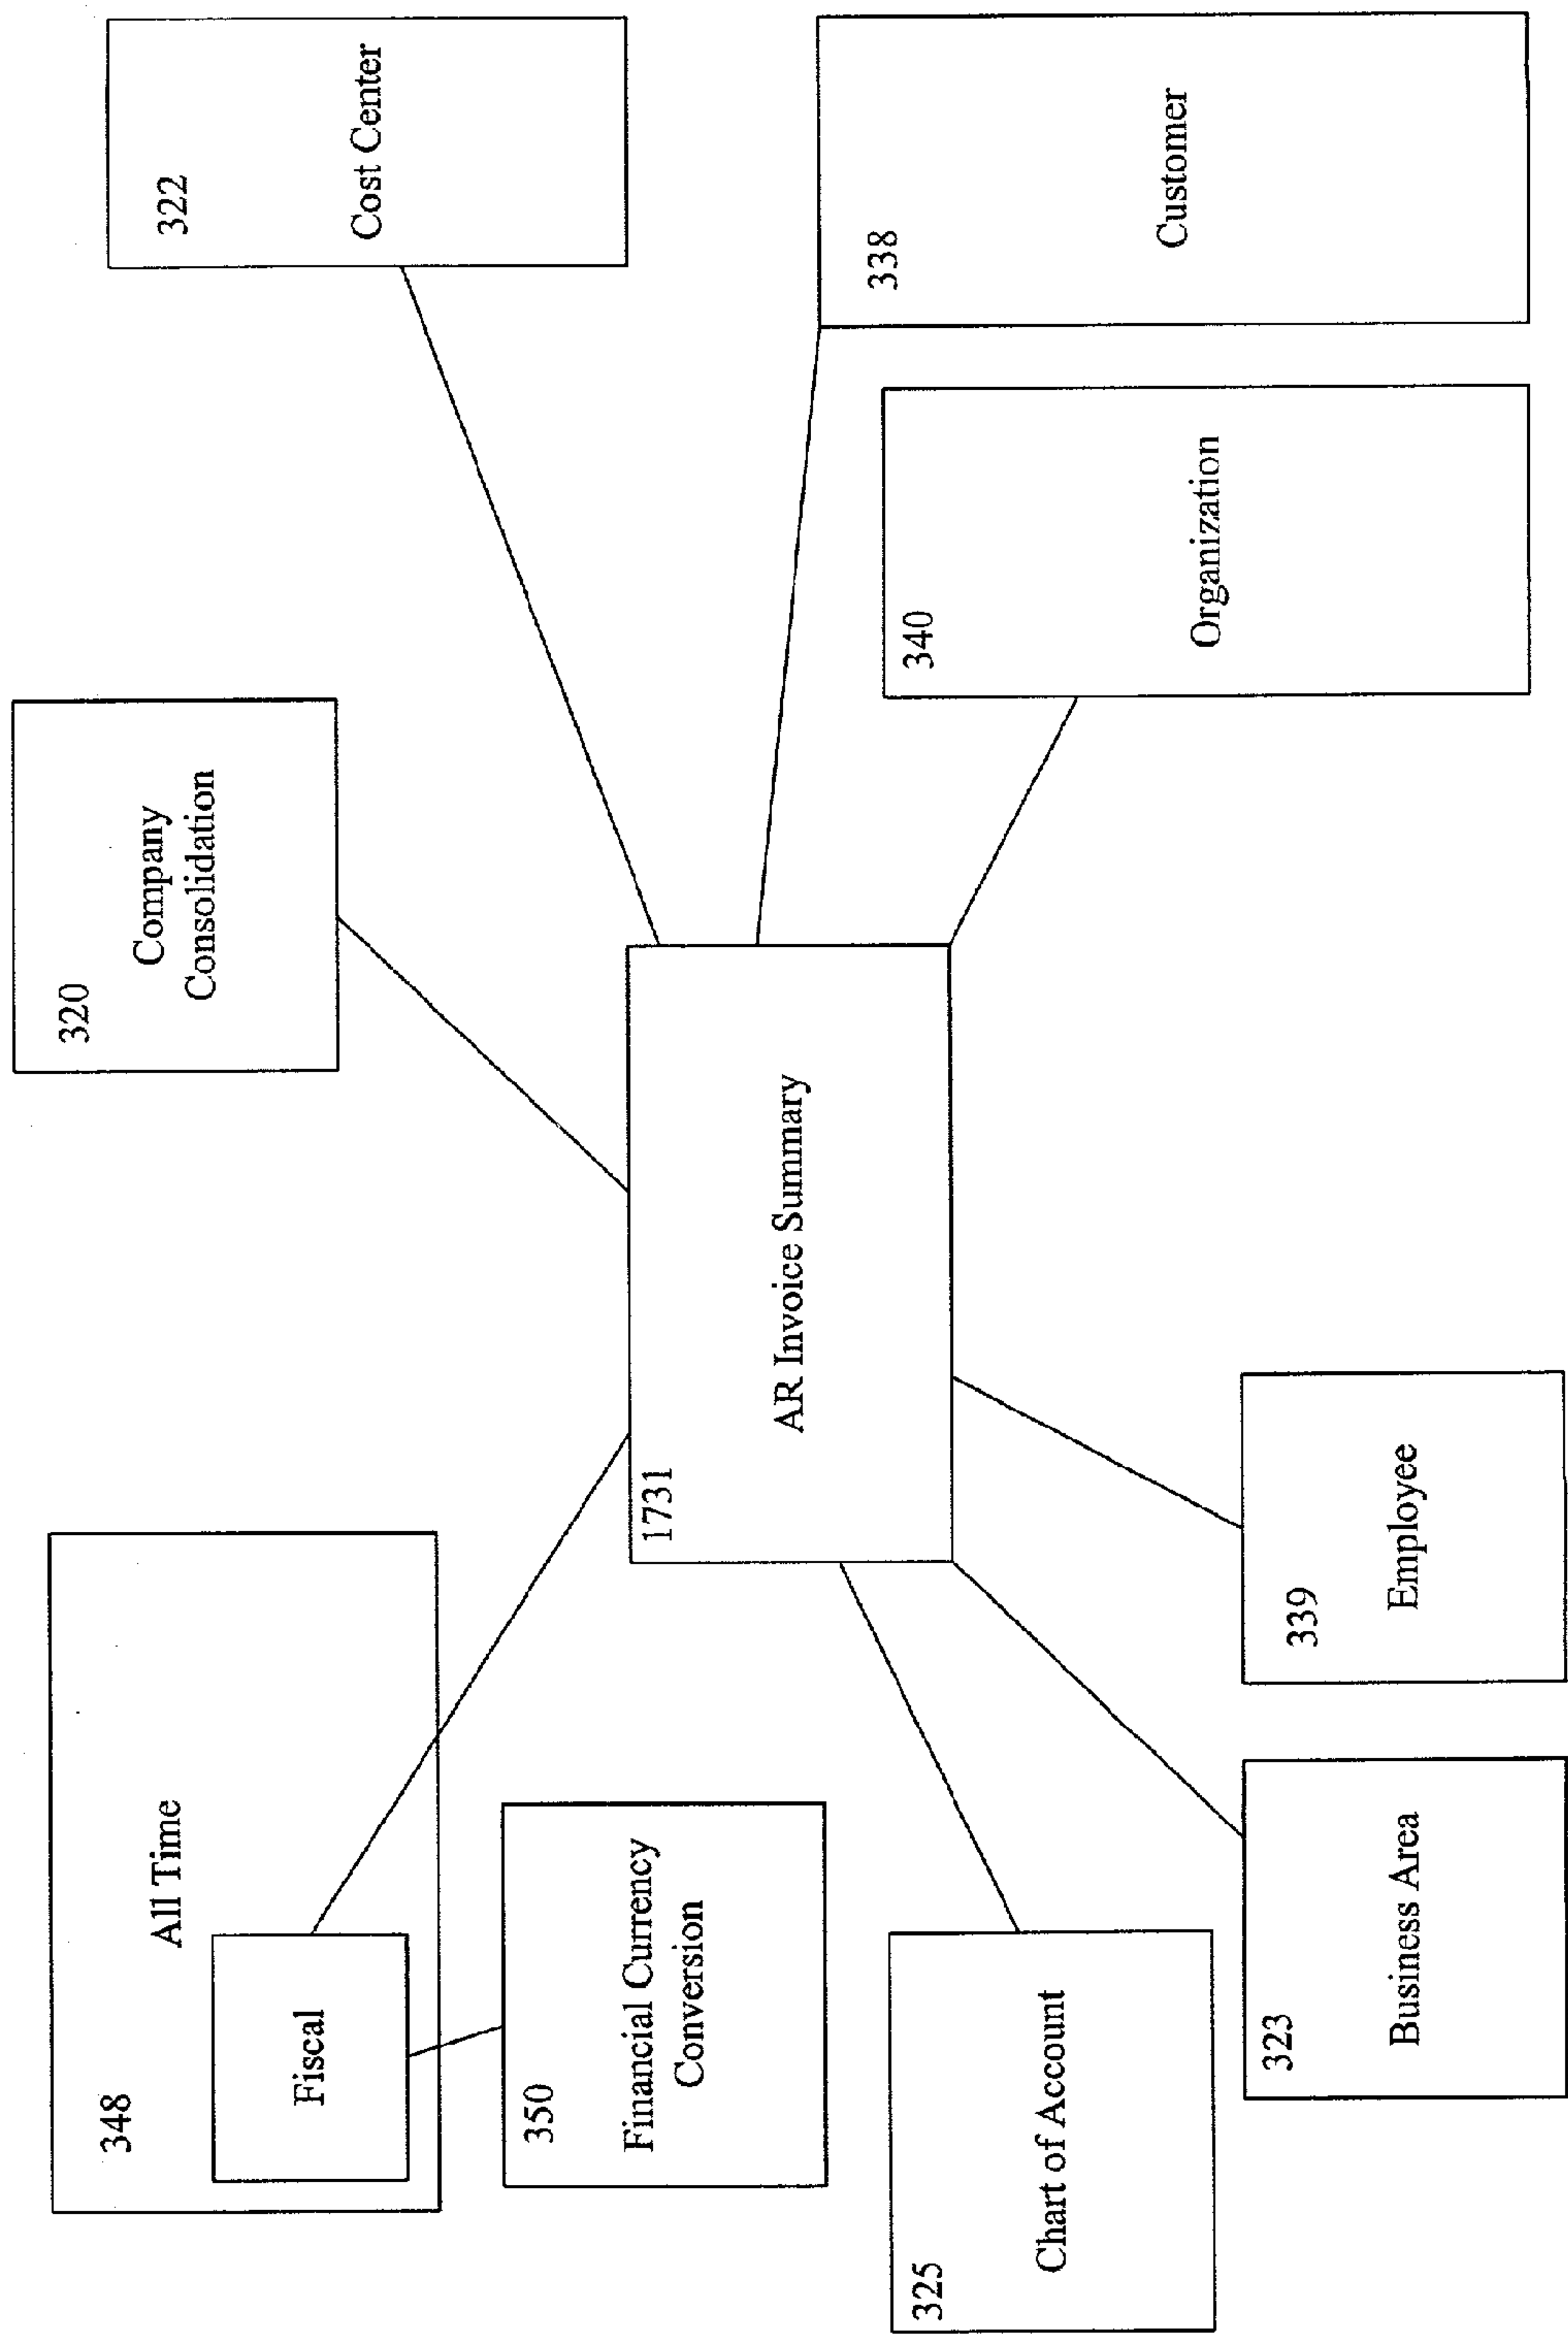 348
All Time
Fiscal
350
Financial Currency
Conversion
320
Company
Consolidation
322
Cost Center
1731
AR Invoice Summary
325
Chart of Account
323
Business Area
339
Employee
340
Organization
338
Customer